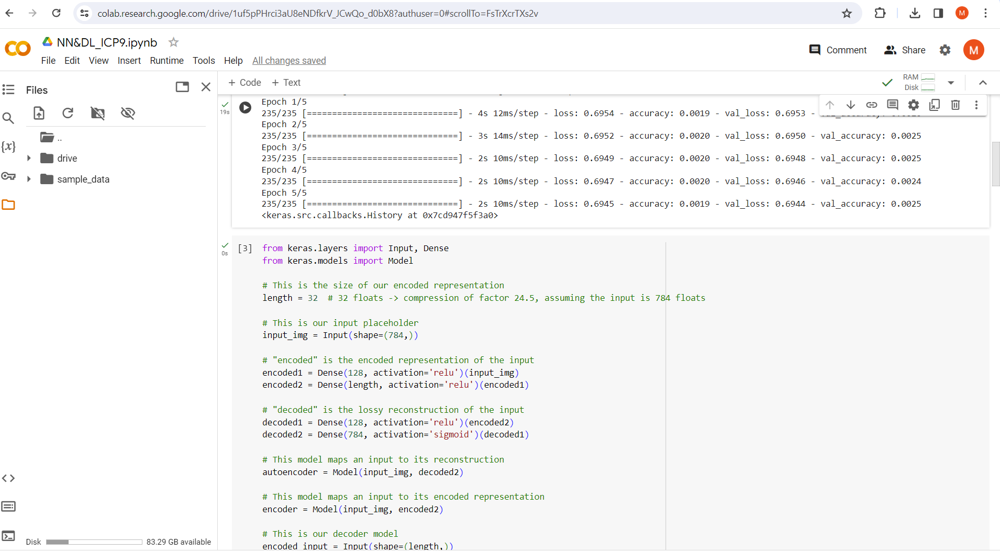 colab.research.google.com/drive/1uf5pPHrci3aU8eNDfkrV_JCwQo_d0bX8?authuser=0#scrollTo=FsTrXcrTXs2v
M
NN&DL_ICP9.ipynb
File Edit View Insert Runtime Tools Help All changes saved
Comment Share M
Files
+ Code + Text
RAM
Disk
..
drive
sample_data
{x}
19s
Epoch 1/5
235/235 [==============================] - 4s 12ms/step - loss: 0.6954 - accuracy: 0.0019 - val_loss: 0.6953 -
Epoch 2/5
235/235 [==============================] - 3s 14ms/step - loss: 0.6952 - accuracy: 0.0020 - val_loss: 0.6950 - val_accuracy: 0.0025
Epoch 3/5
235/235 [==============================] - 2s 10ms/step - loss: 0.6949 - accuracy: 0.0020 - val_loss: 0.6948 - val_accuracy: 0.0025
Epoch 4/5
235/235 [==============================] - 2s 10ms/step - loss: 0.6947 - accuracy: 0.0020 - val_loss: 0.6946 - val_accuracy: 0.0024
Epoch 5/5
235/235 [==============================] - 2s 10ms/step - loss: 0.6945 - accuracy: 0.0019 - val_loss: 0.6944 - val_accuracy: 0.0025
<keras.src.callbacks.History at 0x7cd947f5f3a0>
0s
[3] from keras.layers import Input, Dense
from keras.models import Model
# This is the size of our encoded representation
length = 32  # 32 floats -> compression of factor 24.5, assuming the input is 784 floats
# This is our input placeholder
input_img = Input(shape=(784,))
# "encoded" is the encoded representation of the input
encoded1 = Dense(128, activation='relu')(input_img)
encoded2 = Dense(length, activation='relu')(encoded1)
# "decoded" is the lossy reconstruction of the input
decoded1 = Dense(128, activation='relu')(encoded2)
decoded2 = Dense(784, activation='sigmoid')(decoded1)
# This model maps an input to its reconstruction
autoencoder = Model(input_img, decoded2)
# This model maps an input to its encoded representation
encoder = Model(input_img, encoded2)
# This is our decoder model
encoded_input = Input(shape=(length,))
Disk 83.29 GB available